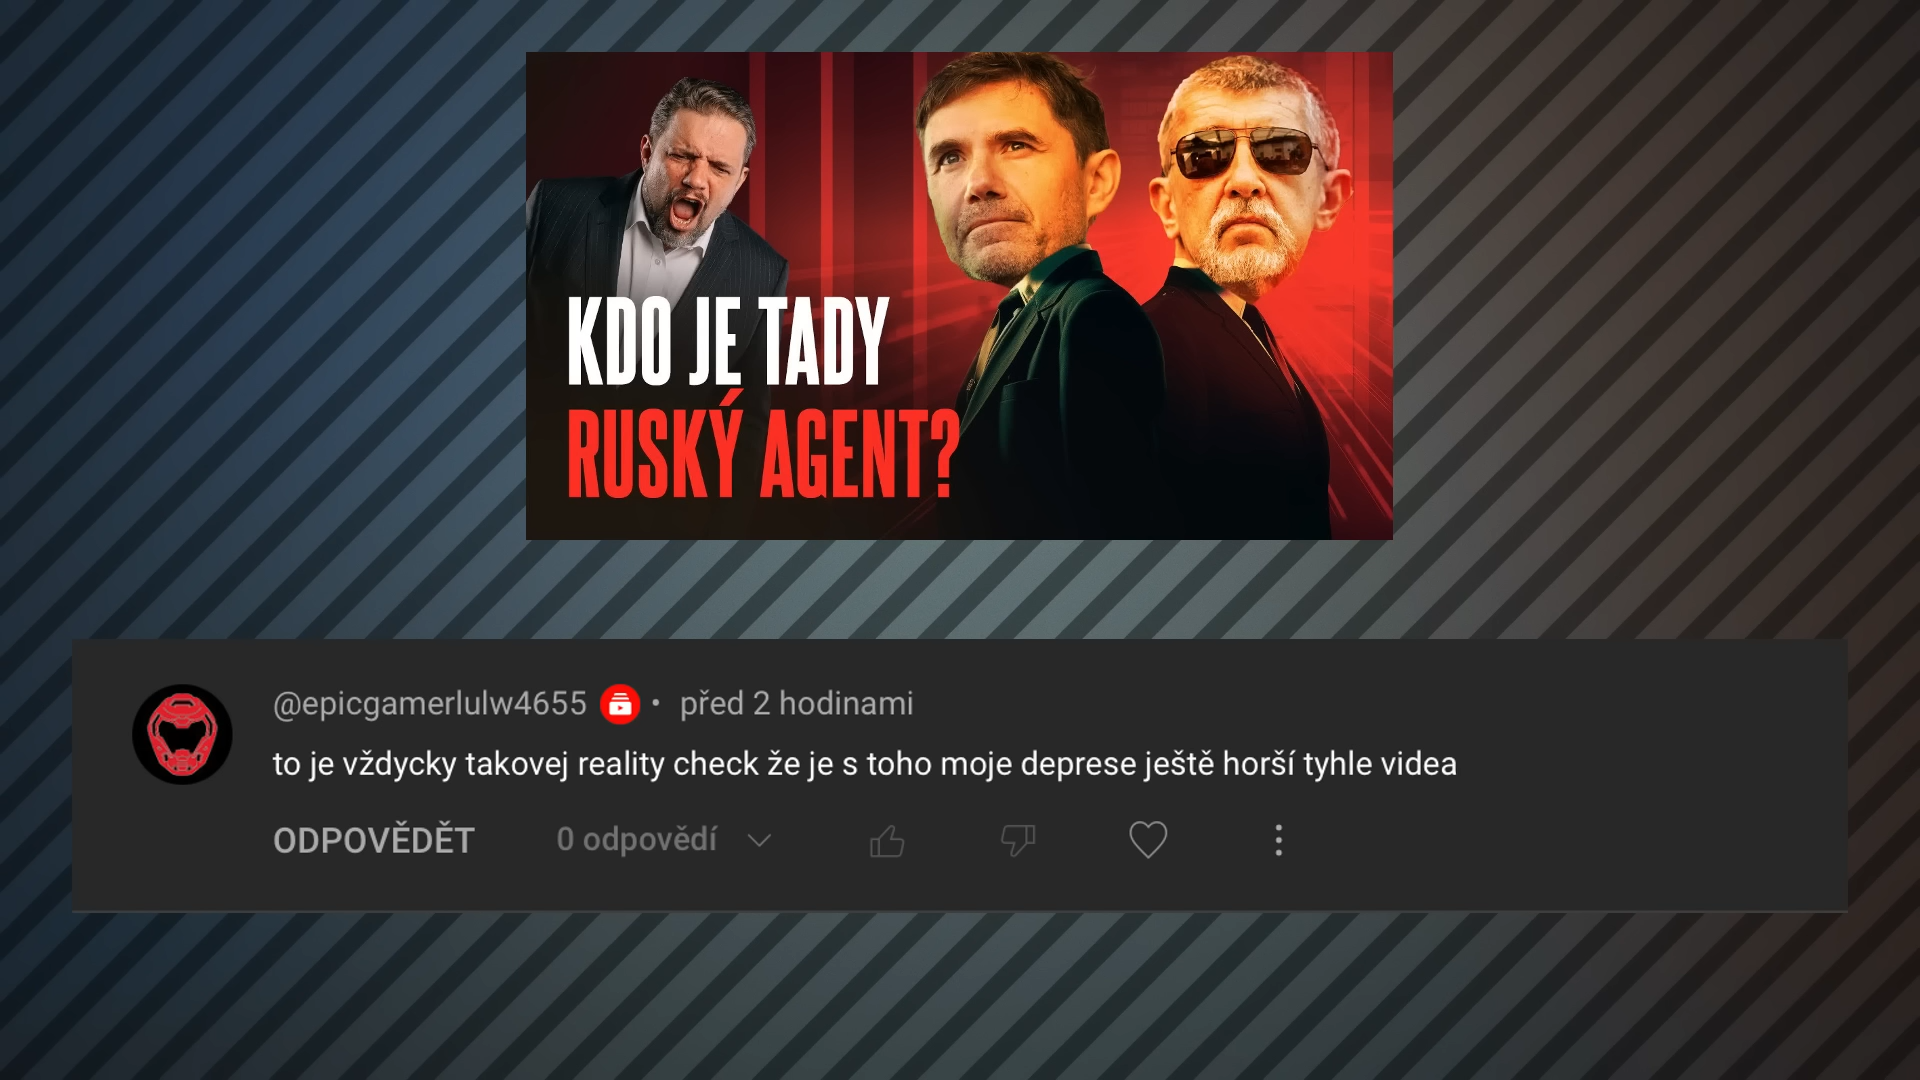 KDO JE TADY
RUSKÝ AGENT?
@epicgamerlulw4655 • před 2 hodinami
to je vždycky takovej reality check že je s toho moje deprese ještě horší tyhle videa
ODPOVĚDĚT 0 odpovědí